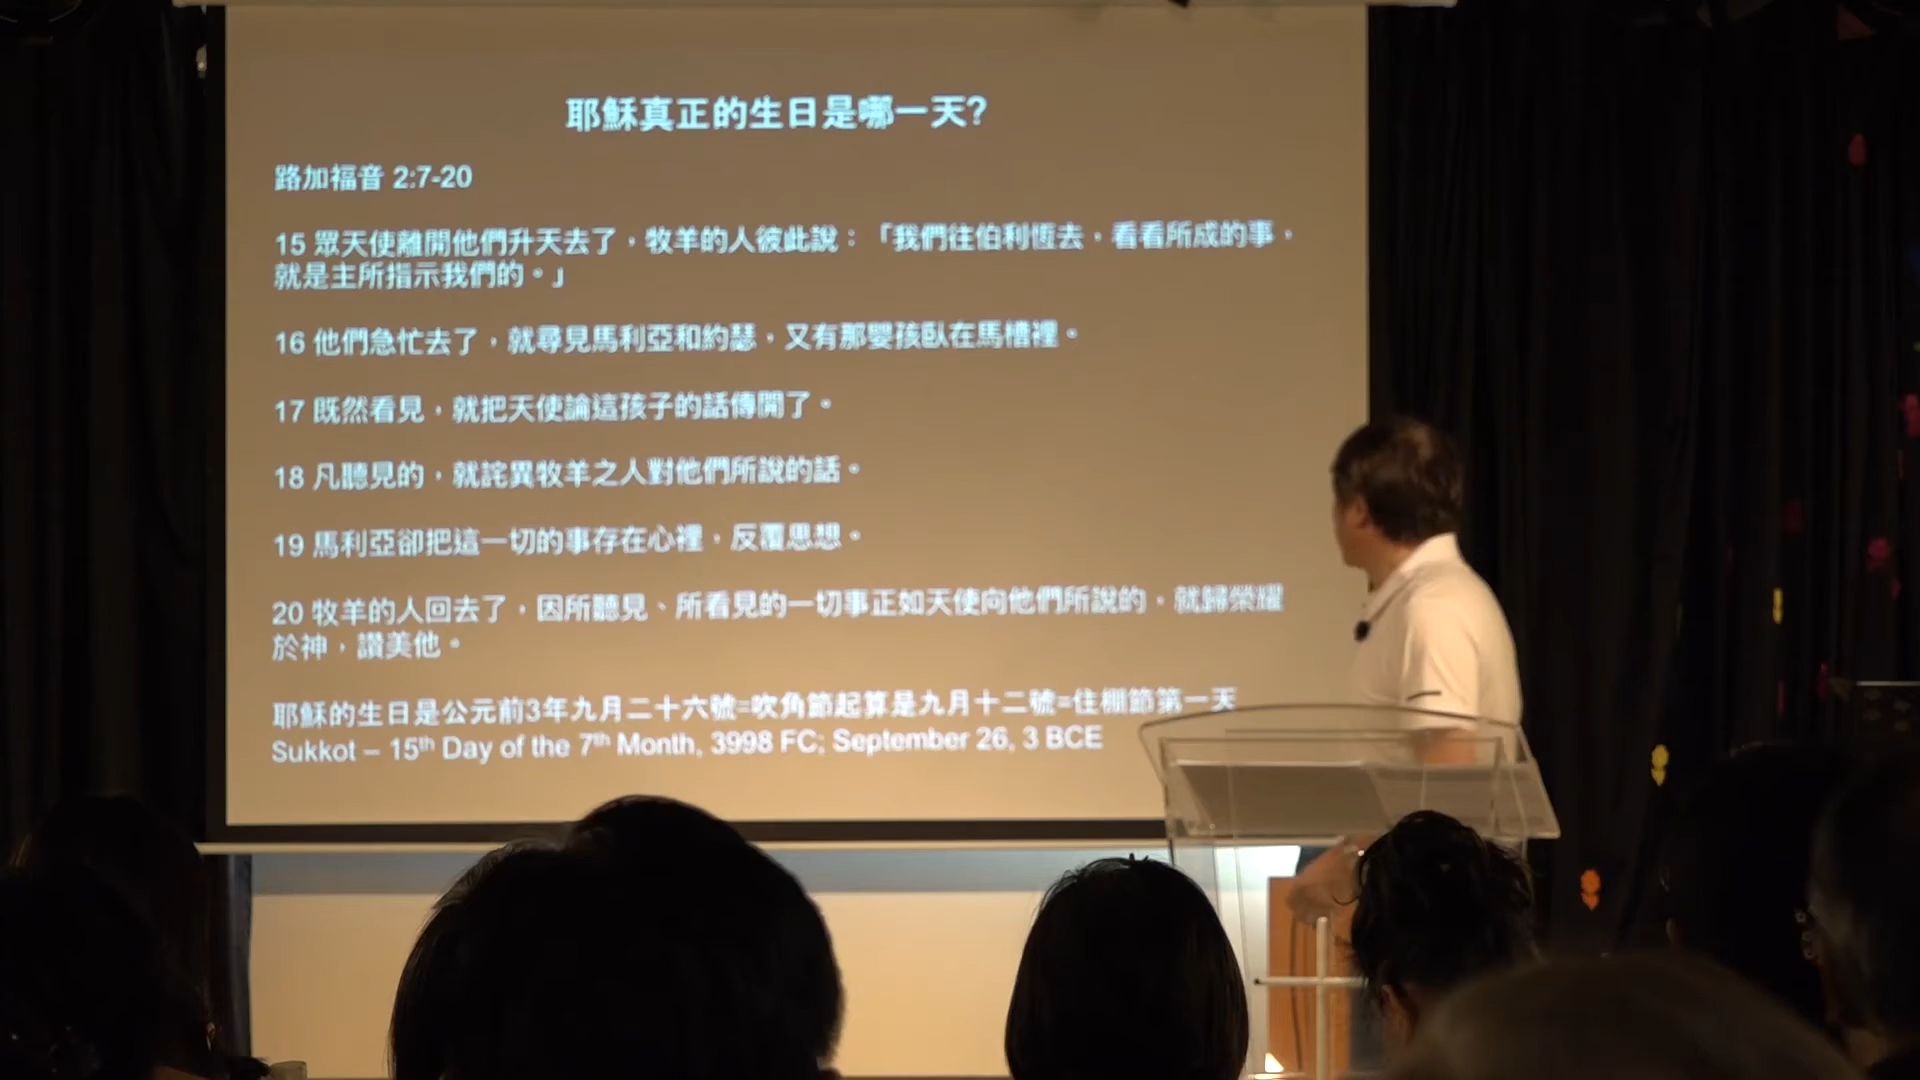 耶穌真正的生日是哪一天?
路加福音 2:7-20
15 眾天使離開他們升天去了，牧羊的人彼此說：「我們往伯利恆去，看看所成的事，
就是主所指示我們的。」
16 他們急忙去了，就尋見馬利亞和約瑟，又有那嬰孩臥在馬槽裡。
17 既然看見，就把天使論這孩子的話傳開了。
18 凡聽見的，就詫異牧羊之人對他們所說的話。
19 馬利亞卻把這一切的事存在心裡，反覆思想。
20 牧羊的人回去了，因所聽見、所看見的一切事正如天使向他們所說的，就歸榮耀
於神，讚美他。
耶穌的生日是公元前3年九月二十六號=吹角節起算是九月十二號=住棚節第一天
Sukkot – 15th Day of the 7th Month, 3998 FC; September 26, 3 BCE